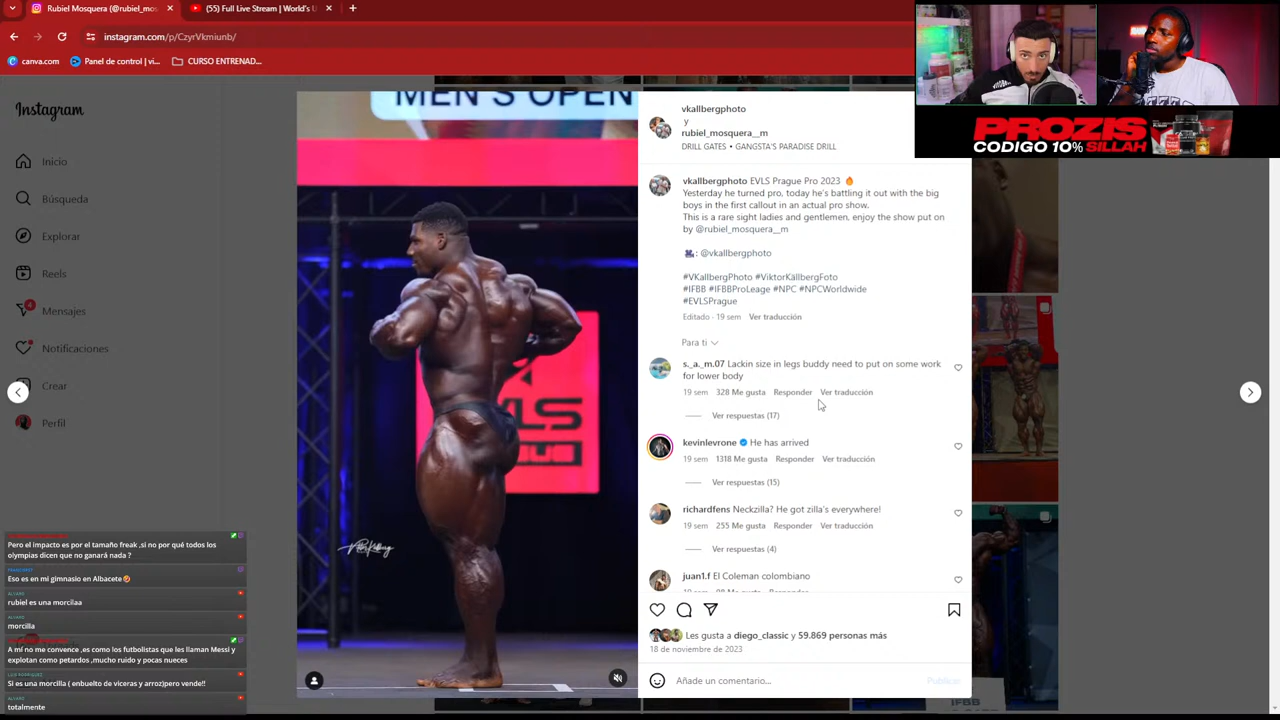 Rubiel Mosquera (@rubiel_mos
(55) Full Live Stream | World's U
instagram.com/p/CzyrVkmiunb/
canva.com
Panel de control | vi...
CURSO ENTRENAD...
Instagram
Inicio
Búsqueda
Explorar
Reels
4
Mensajes
Notificaciones
Crear
Perfil
MEN'S OPEN
vkallbergphoto
y
rubiel_mosquera__m
DRILL GATES • GANGSTA'S PARADISE DRILL
PROZIS
CODIGO 10% SILLAH
vkallbergphoto EVLS Prague Pro 2023 🔥
Yesterday he turned pro, today he's battling it out with the big
boys in the first callout in an actual pro show.
This is a rare sight ladies and gentlemen, enjoy the show put on
by @rubiel_mosquera__m
: @vkallbergphoto
#VKallbergPhoto #ViktorKällbergFoto
#IFBB #IFBBProLeage #NPC #NPCWorldwide
#EVLSPrague
Editado · 19 sem Ver traducción
Para ti
s._a_m.07 Lackin size in legs buddy need to put on some work
for lower body
19 sem 328 Me gusta Responder Ver traducción
Ver respuestas (17)
kevinlevrone He has arrived
19 sem 1318 Me gusta Responder Ver traducción
Ver respuestas (15)
richardfens Neckzilla? He got zilla's everywhere!
19 sem 255 Me gusta Responder Ver traducción
Ver respuestas (4)
juan1.f El Coleman colombiano
Les gusta a diego_classic y 59.869 personas más
18 de noviembre de 2023
Añade un comentario...
Publicar
Pero el impacto es por el tamaño freak ,si no por qué todos los
olympias dicen que no ganará nada ?
Eso es en mi gimnasio en Albacete
ALVARO
rubiel es una morcilaa
ALVARO
morcilla
A mí no me convence ,es como los futbolistas que les llaman Messi y
explotan como petardos ,mucho ruido y pocas nueces
Si es una morcilla ( enbuelto de viceras y arroz)pero vende!!
ALVARO
totalmente
IFBB